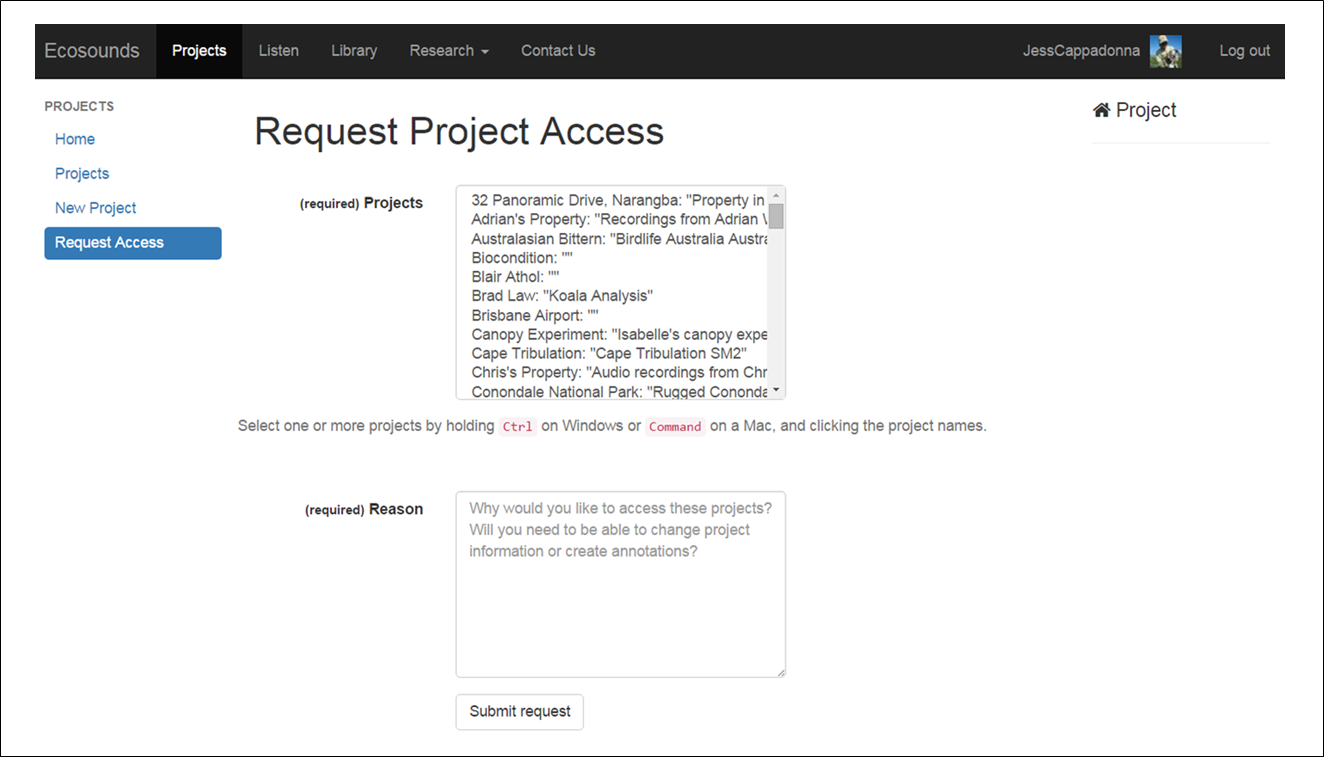 Ecosounds Projects Listen Library Research Contact Us JessCappadonna Log out
PROJECTS
Home
Projects
New Project
Request Access
Request Project Access
Project
(required) Projects
32 Panoramic Drive, Narangba: "Property in
Adrian's Property: "Recordings from Adrian
Australasian Bittern: "Birdlife Australia Austra
Biocondition: ""
Blair Athol: ""
Brad Law: "Koala Analysis"
Brisbane Airport: ""
Canopy Experiment: "Isabelle's canopy expe
Cape Tribulation: "Cape Tribulation SM2"
Chris's Property: "Audio recordings from Chr
Conondale National Park: "Rugged Cononda
Select one or more projects by holding Ctrl on Windows or Command on a Mac, and clicking the project names.
(required) Reason
Why would you like to access these projects?
Will you need to be able to change project
information or create annotations?
Submit request